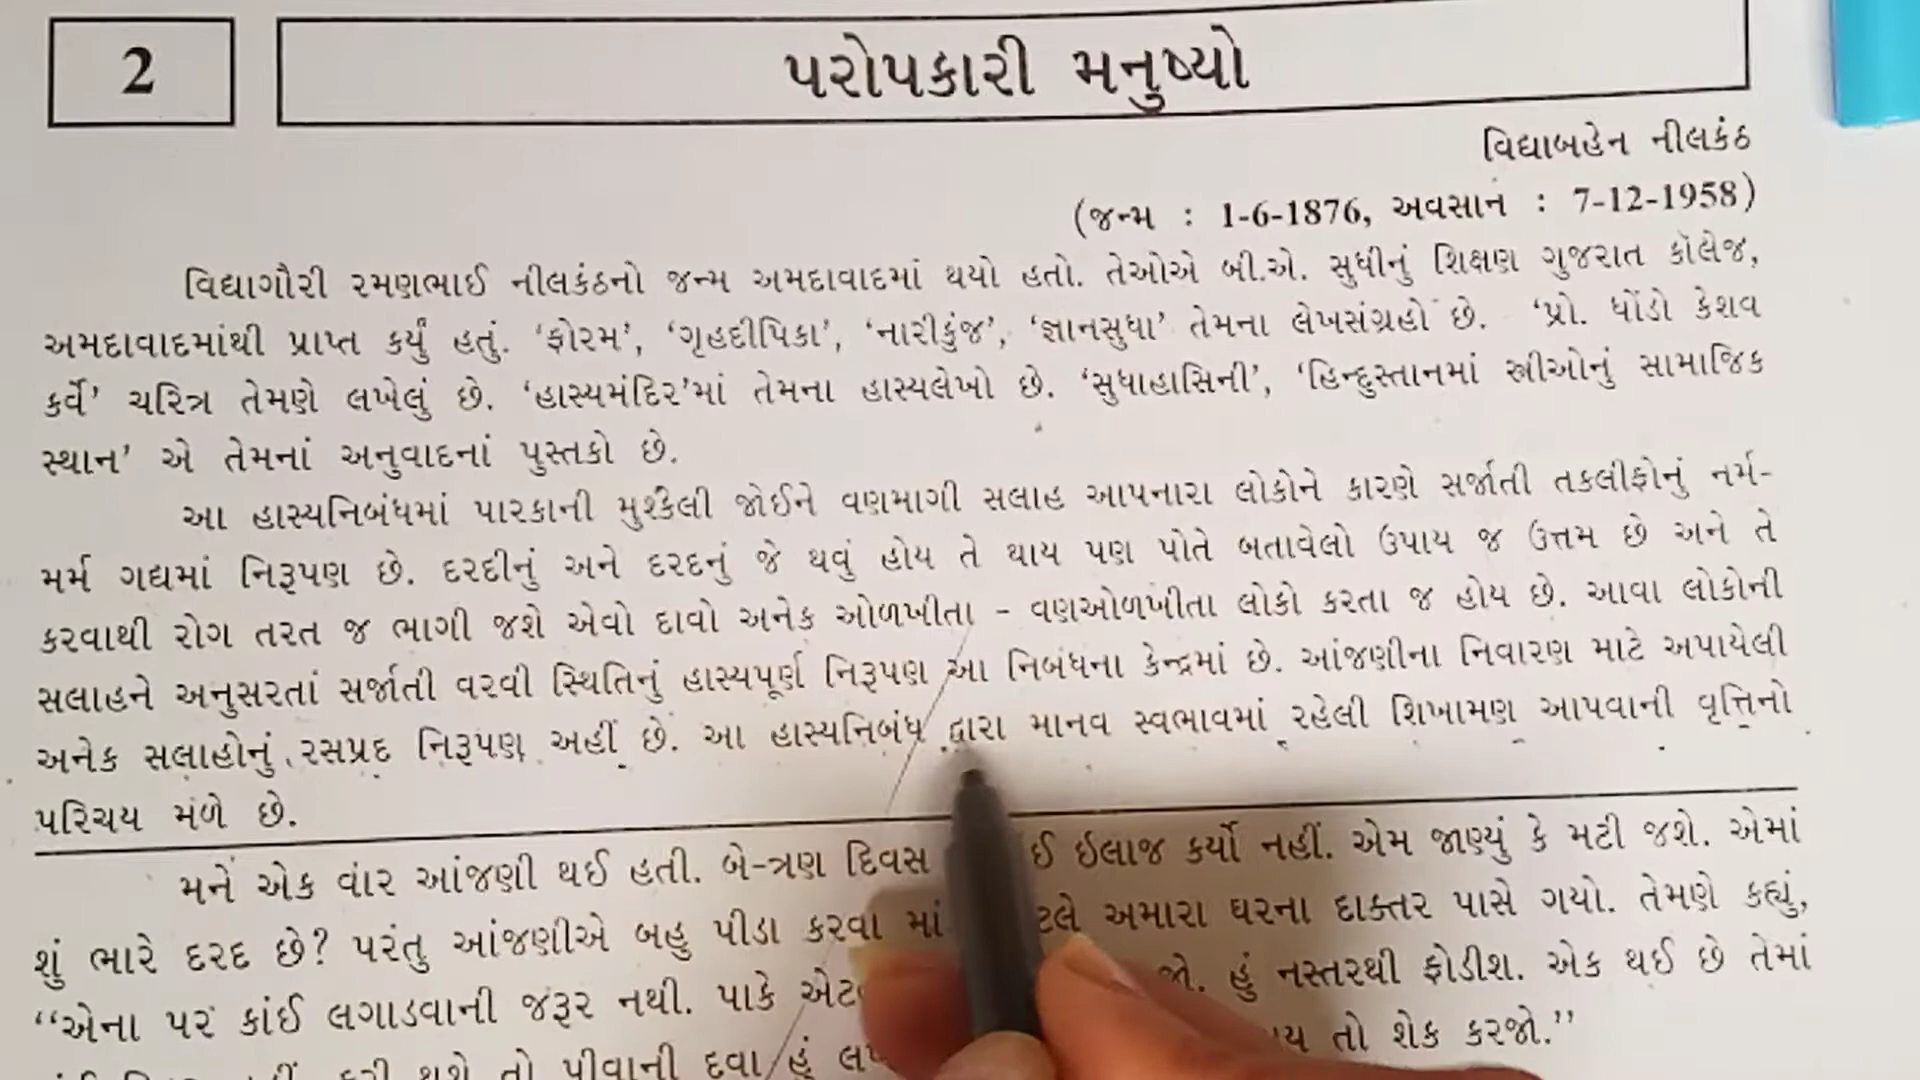 2
પરોપકારી મનુષ્યો
વિદ્યાબહેન નીલકંઠ
(જન્મ : 1-6-1876, અવસાન : 7-12-1958)
વિદ્યાગૌરી રમણભાઈ નીલકંઠનો જન્મ અમદાવાદમાં થયો હતો. તેઓએ બી.એ. સુધીનું શિક્ષણ ગુજરાત કૉલેજ,
અમદાવાદમાંથી પ્રાપ્ત કર્યું હતું. ‘ફોરમ’, ‘ગૃહદીપિકા’, ‘નારીકુંજ’, ‘જ્ઞાનસુધા’ તેમના લેખસંગ્રહો છે. ‘પ્રો. ધોંડો કેશવ
કર્વે’ ચરિત્ર તેમણે લખેલું છે. ‘હાસ્યમંદિર’માં તેમના હાસ્યલેખો છે. ‘સુધાહાસિની’, ‘હિન્દુસ્તાનમાં સ્ત્રીઓનું સામાજિક
સ્થાન’ એ તેમનાં અનુવાદનાં પુસ્તકો છે.
આ હાસ્યનિબંધમાં પારકાની મુશ્કેલી જોઈને વણમાગી સલાહ આપનારા લોકોને કારણે સર્જાતી તકલીફોનું નર્મ-
મર્મ ગદ્યમાં નિરૂપણ છે. દરદીનું અને દરદનું જે થવું હોય તે થાય પણ પોતે બતાવેલો ઉપાય જ ઉત્તમ છે અને તે
કરવાથી રોગ તરત જ ભાગી જશે એવો દાવો અનેક ઓળખીતા - વણઓળખીતા લોકો કરતા જ હોય છે. આવા લોકોની
સલાહને અનુસરતાં સર્જાતી વરવી સ્થિતિનું હાસ્યપૂર્ણ નિરૂપણ આ નિબંધના કેન્દ્રમાં છે. આંજણીના નિવારણ માટે અપાયેલી
અનેક સલાહોનું રસપ્રદ નિરૂપણ અહીં છે. આ હાસ્યનિબંધ દ્વારા માનવ સ્વભાવમાં રહેલી શિખામણ આપવાની વૃત્તિનો
પરિચય મળે છે.
મને એક વાર આંજણી થઈ હતી. બે-ત્રણ દિવસ ઈલાજ કર્યો નહીં. એમ જાણ્યું કે મટી જશે. એમાં
શું ભારે દરદ છે? પરંતુ આંજણીએ બહુ પીડા કરવા અમારા ઘરના દાક્તર પાસે ગયો. તેમણે કહ્યું,
“એના પર કાંઈ લગાડવાની જરૂર નથી. પાકે હું નસ્તરથી ફોડીશ. એક થઈ છે તેમાં
તો પીવાની દવા હું તો શેક કરજો.”